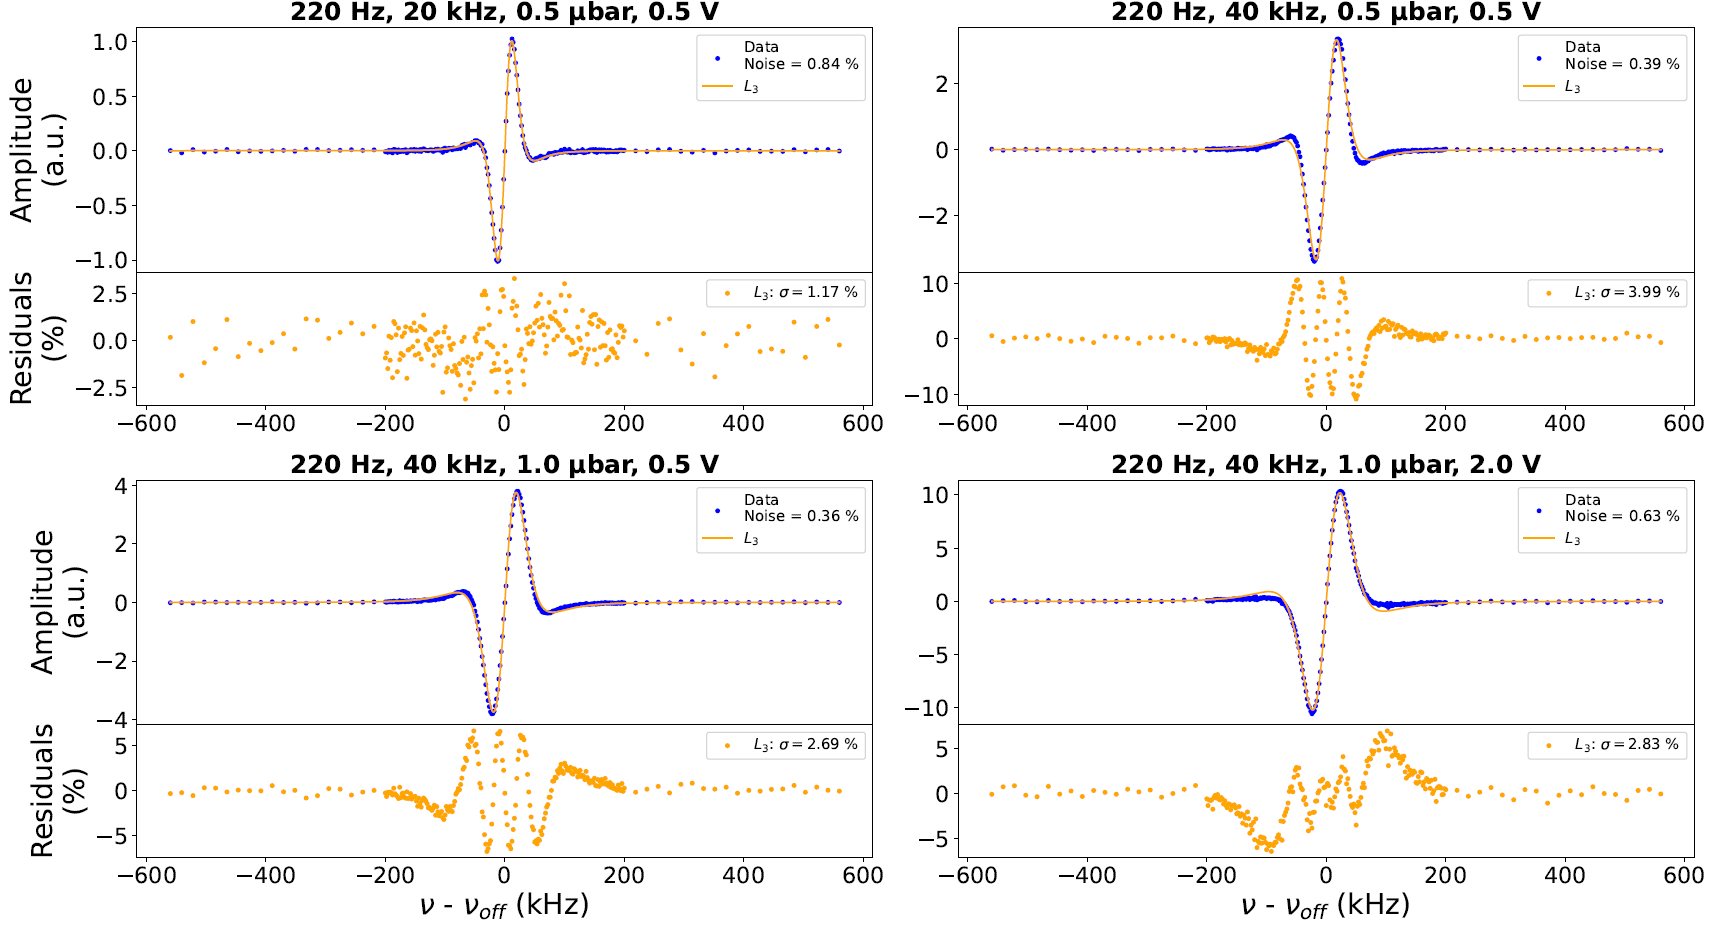 220 Hz, 20 kHz, 0.5 µbar, 0.5 V
Amplitude
(a.u.)
1.0
0.5
0.0
−0.5
−1.0
Data
Noise = 0.84 %
L3
Residuals
(%)
2.5
0.0
−2.5
L3: σ = 1.17 %
−600 −400 −200 0 200 400 600
220 Hz, 40 kHz, 0.5 µbar, 0.5 V
2
0
−2
Data
Noise = 0.39 %
L3
10
0
−10
L3: σ = 3.99 %
−600 −400 −200 0 200 400 600
220 Hz, 40 kHz, 1.0 µbar, 0.5 V
Amplitude
(a.u.)
4
2
0
−2
−4
Data
Noise = 0.36 %
L3
Residuals
(%)
5
0
−5
L3: σ = 2.69 %
−600 −400 −200 0 200 400 600
ν - νoff (kHz)
220 Hz, 40 kHz, 1.0 µbar, 2.0 V
10
5
0
−5
−10
Data
Noise = 0.63 %
L3
5
0
−5
L3: σ = 2.83 %
−600 −400 −200 0 200 400 600
ν - νoff (kHz)